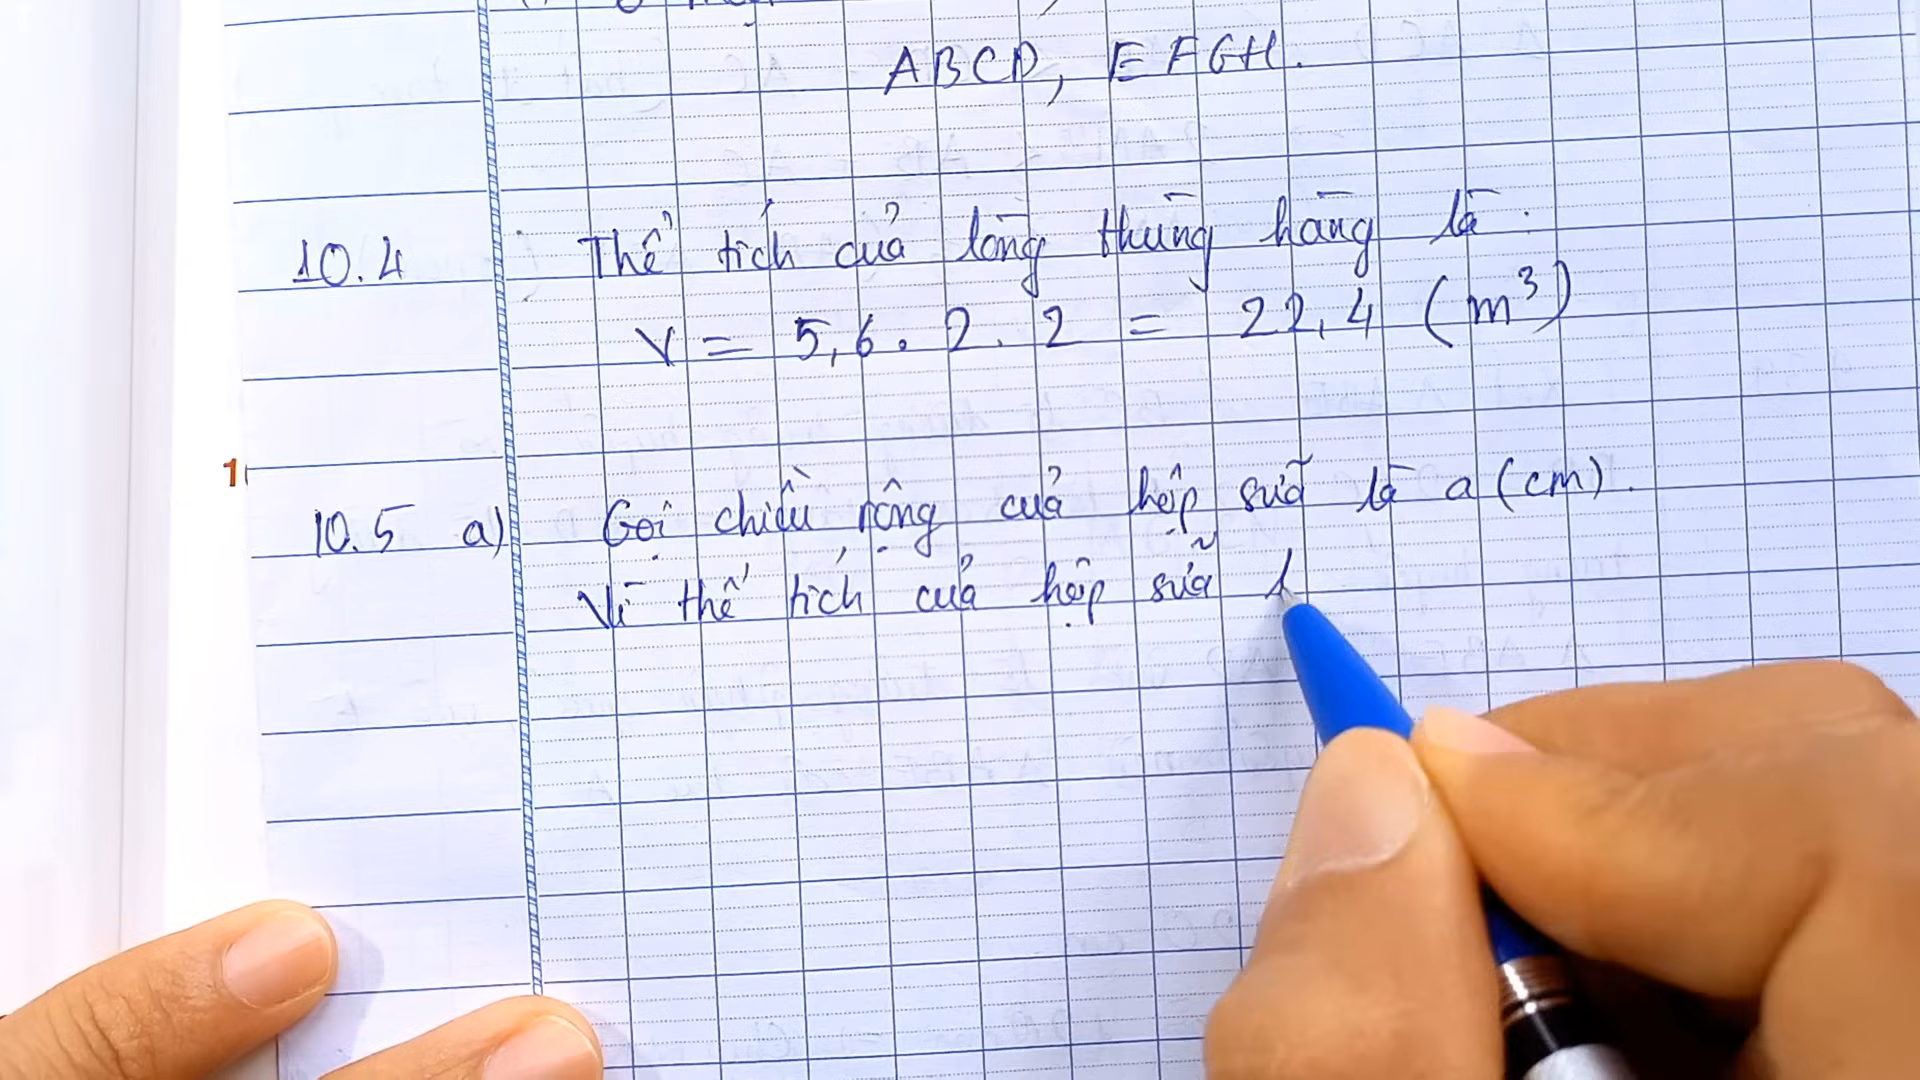 ABCD, EFGH.
10.4 Thể tích của lòng thùng hàng là:
V = 5,6 . 2 . 2 = 22,4 (m³)
10.5 a) Gọi chiều rộng của hộp sữa là a (cm).
Vì thể tích của hộp sữa